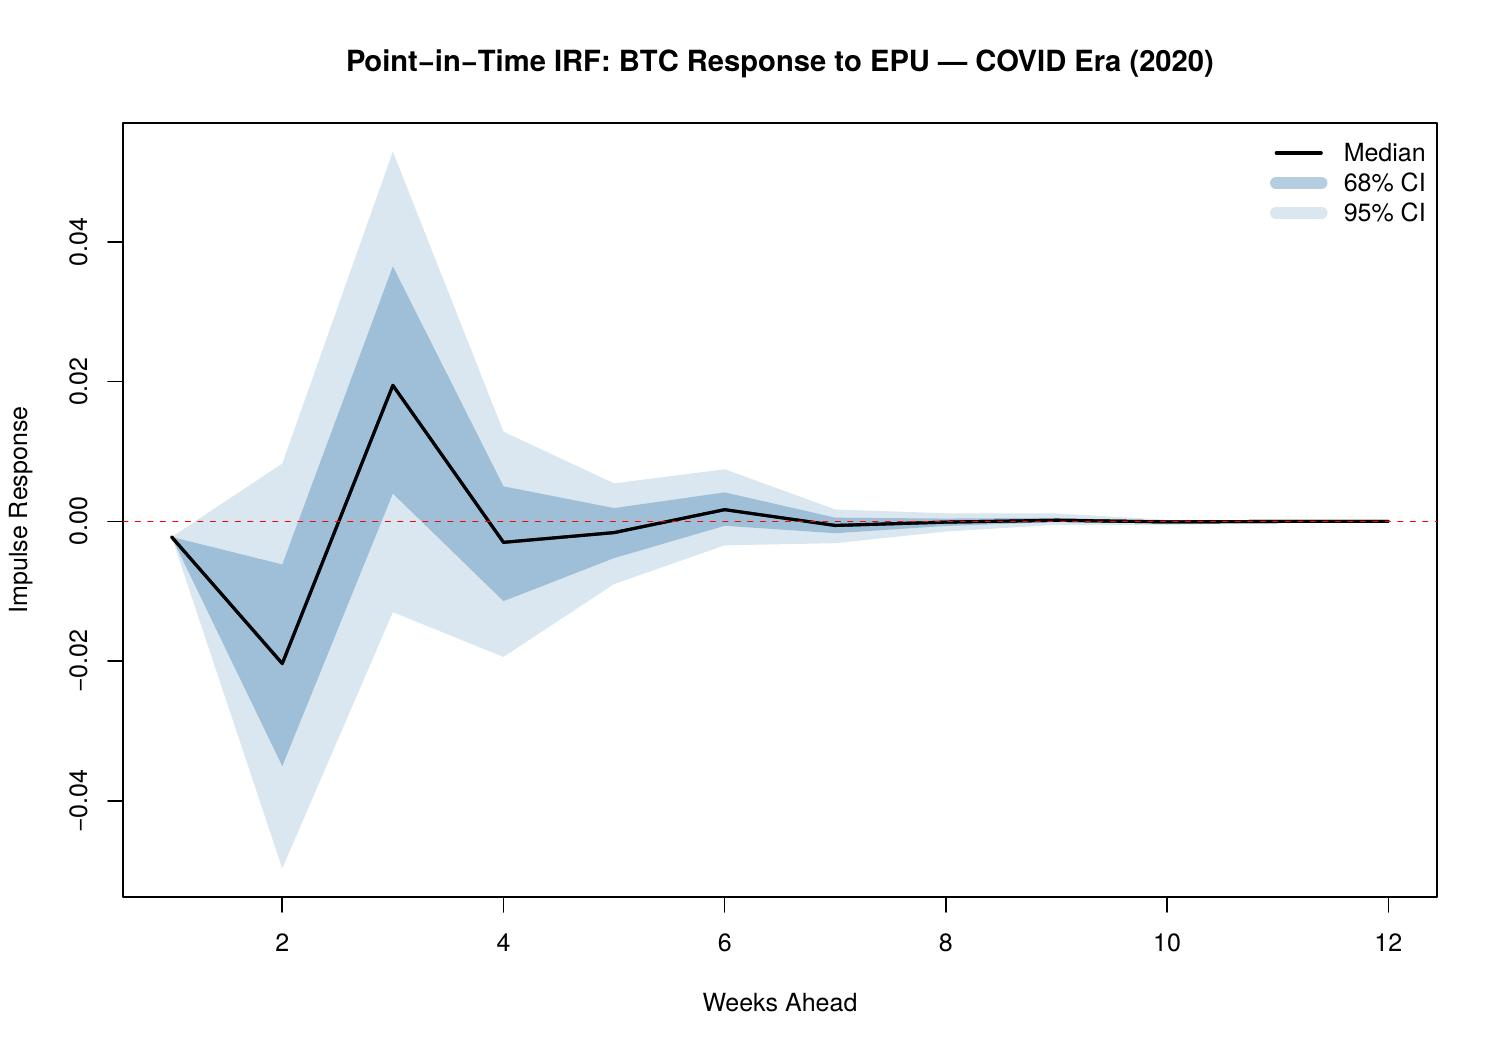 Point−in−Time IRF: BTC Response to EPU — COVID Era (2020)
Median
68% CI
95% CI
Impulse Response
0.04
0.02
0.00
−0.02
−0.04
2 4 6 8 10 12
Weeks Ahead